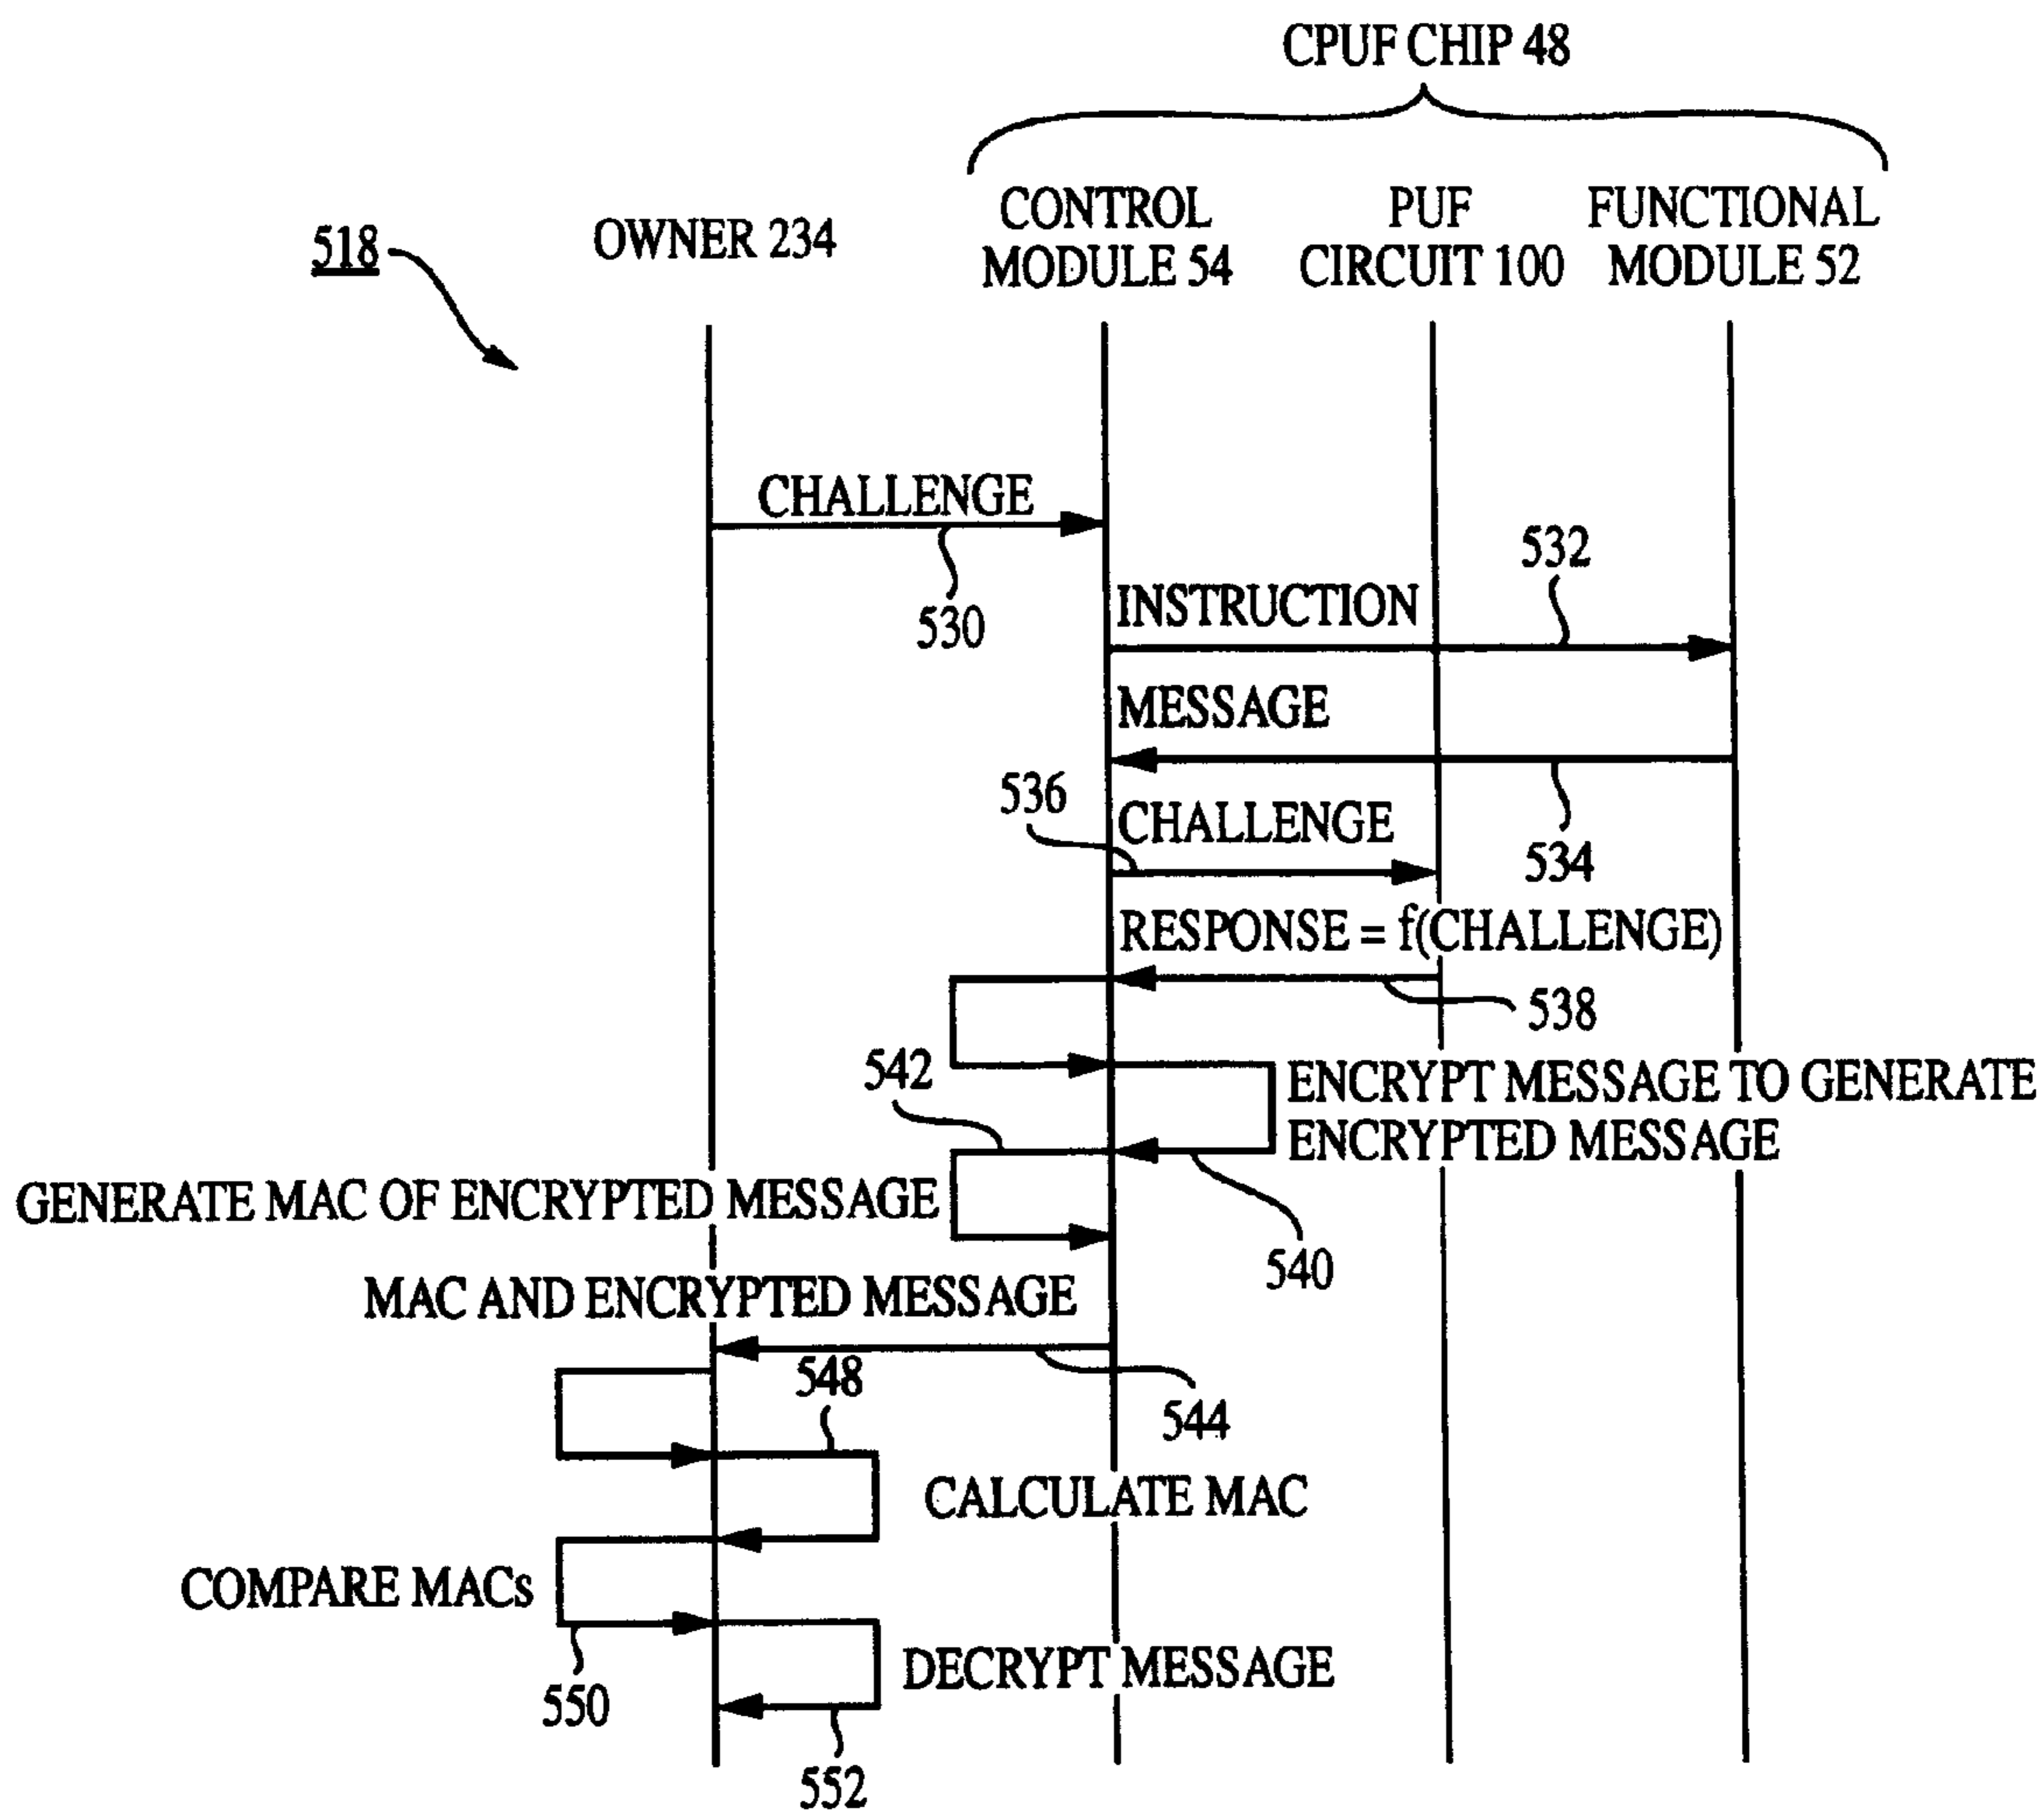 CPUF CHIP 48
518
OWNER 234
CONTROL
MODULE 54
PUF
CIRCUIT 100
FUNCTIONAL
MODULE 52
CHALLENGE
530
532
INSTRUCTION
MESSAGE
534
536
CHALLENGE
RESPONSE = f(CHALLENGE)
538
542
ENCRYPT MESSAGE TO GENERATE
ENCRYPTED MESSAGE
GENERATE MAC OF ENCRYPTED MESSAGE
540
MAC AND ENCRYPTED MESSAGE
548
544
CALCULATE MAC
COMPARE MACs
550
DECRYPT MESSAGE
552